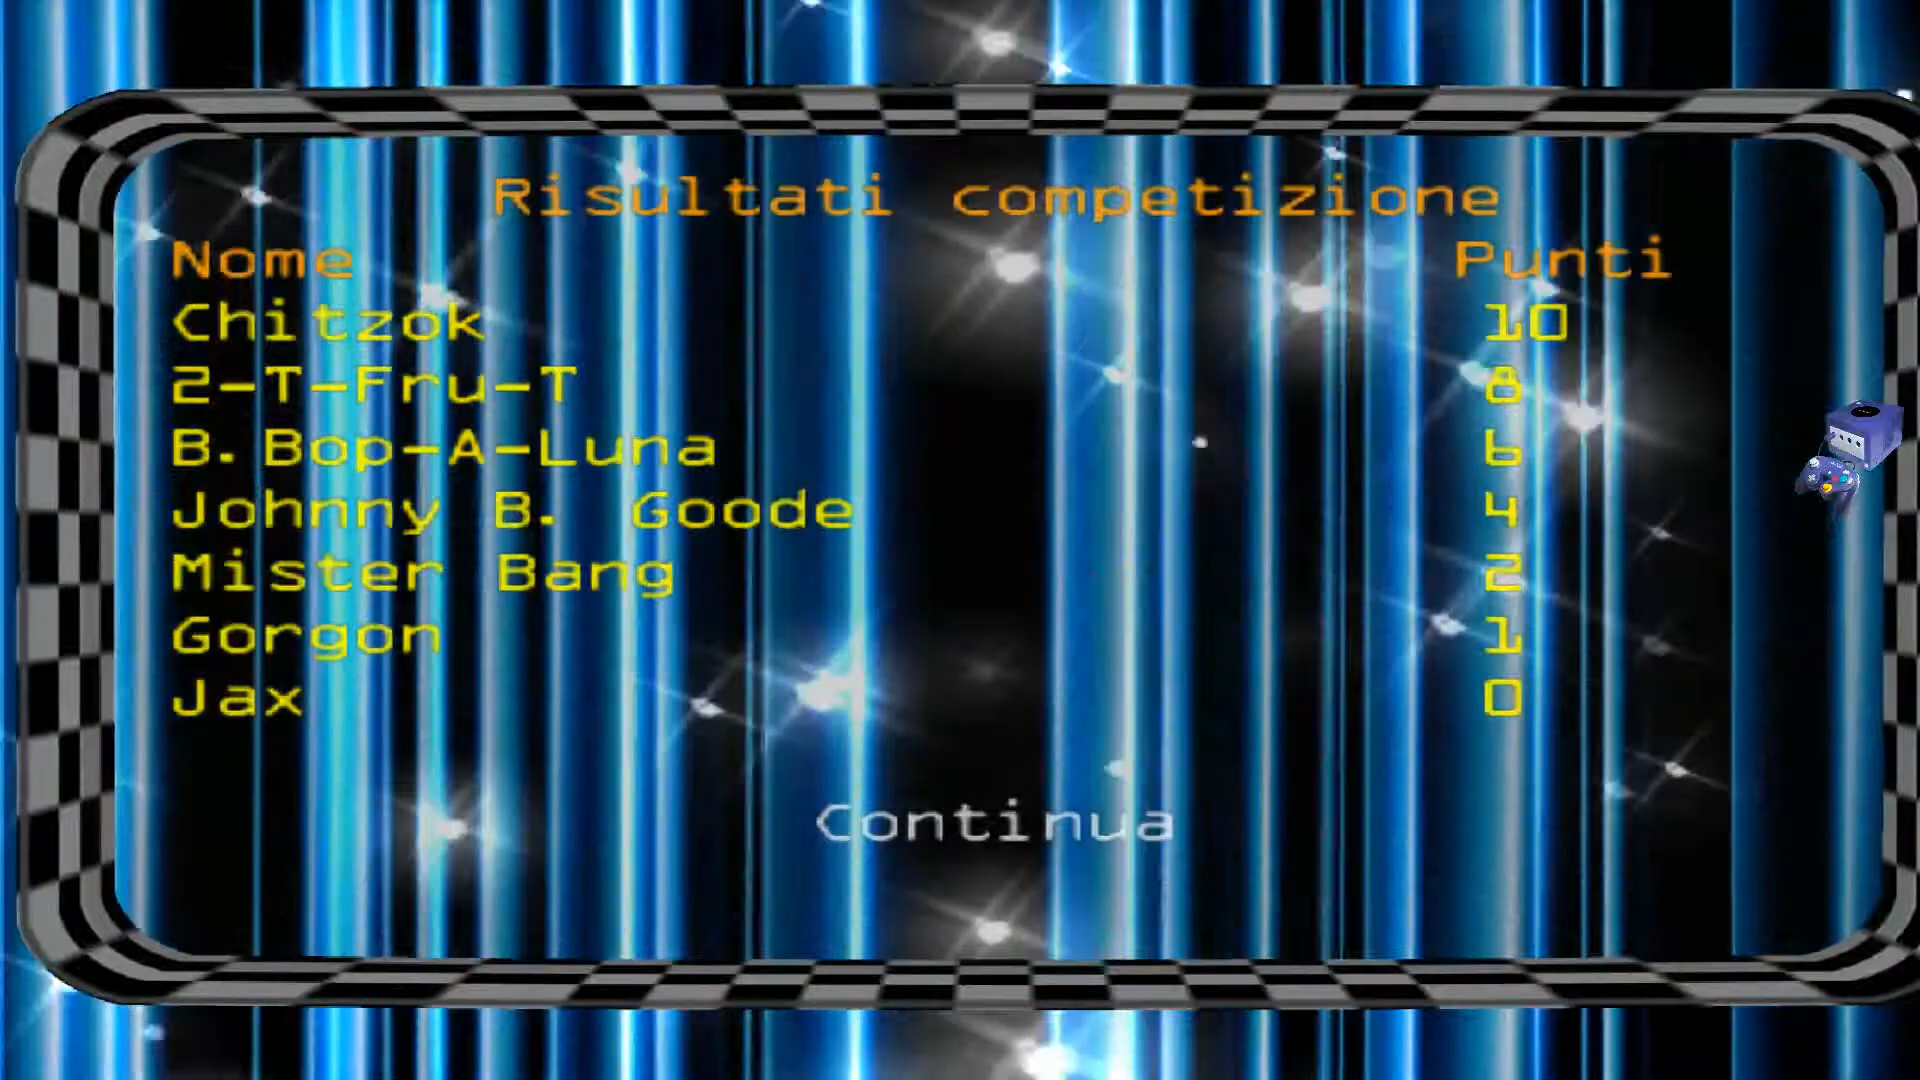 Risultati competizione
Nome Punti
Chitzok 10
2-T-Fru-T 8
B. Bop-A-Luna 6
Johnny B. Goode 4
Mister Bang 2
Gorgon 1
Jax 0
Continua